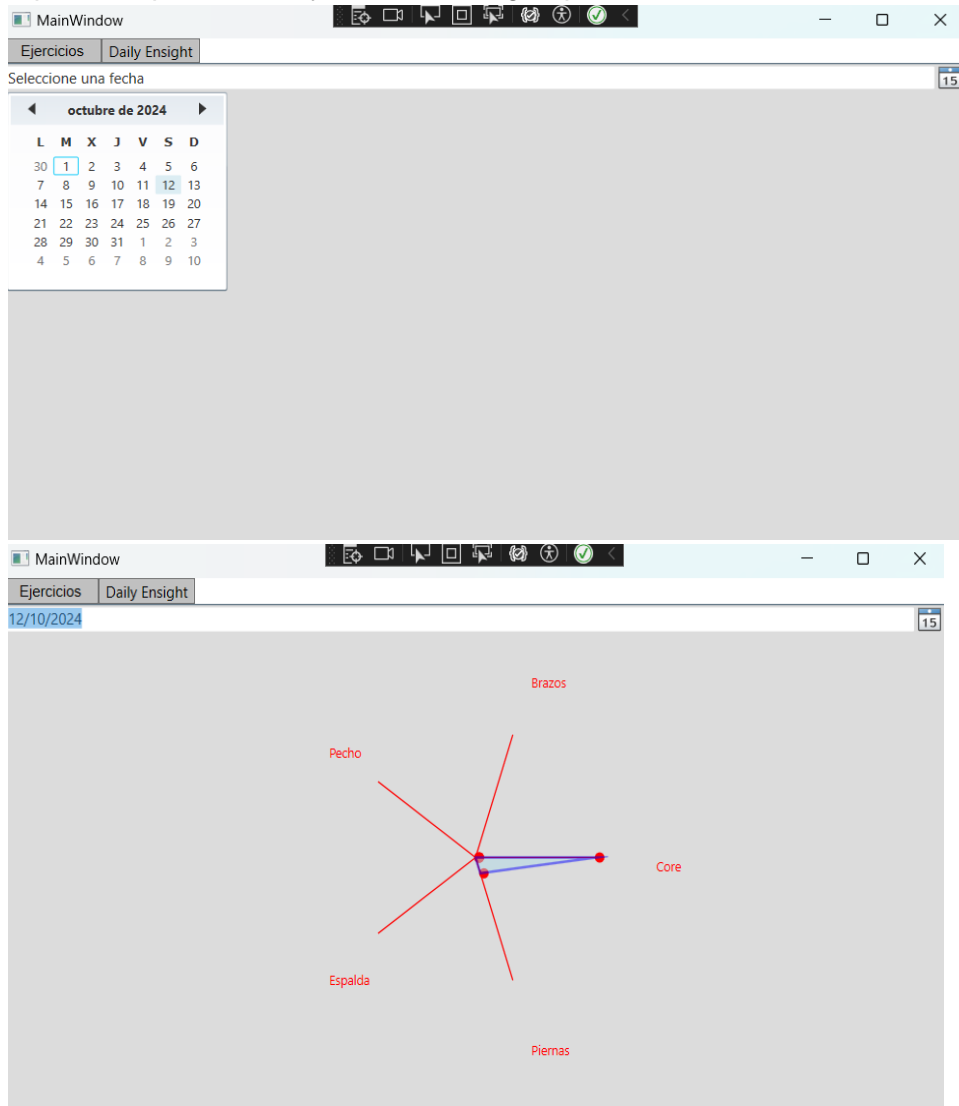 MainWindow
Ejercicios Daily Ensight
Seleccione una fecha 15
octubre de 2024
L M X J V S D
30 1 2 3 4 5 6
7 8 9 10 11 12 13
14 15 16 17 18 19 20
21 22 23 24 25 26 27
28 29 30 31 1 2 3
4 5 6 7 8 9 10
MainWindow
Ejercicios Daily Ensight
12/10/2024 15
Brazos
Pecho
Core
Espalda
Piernas